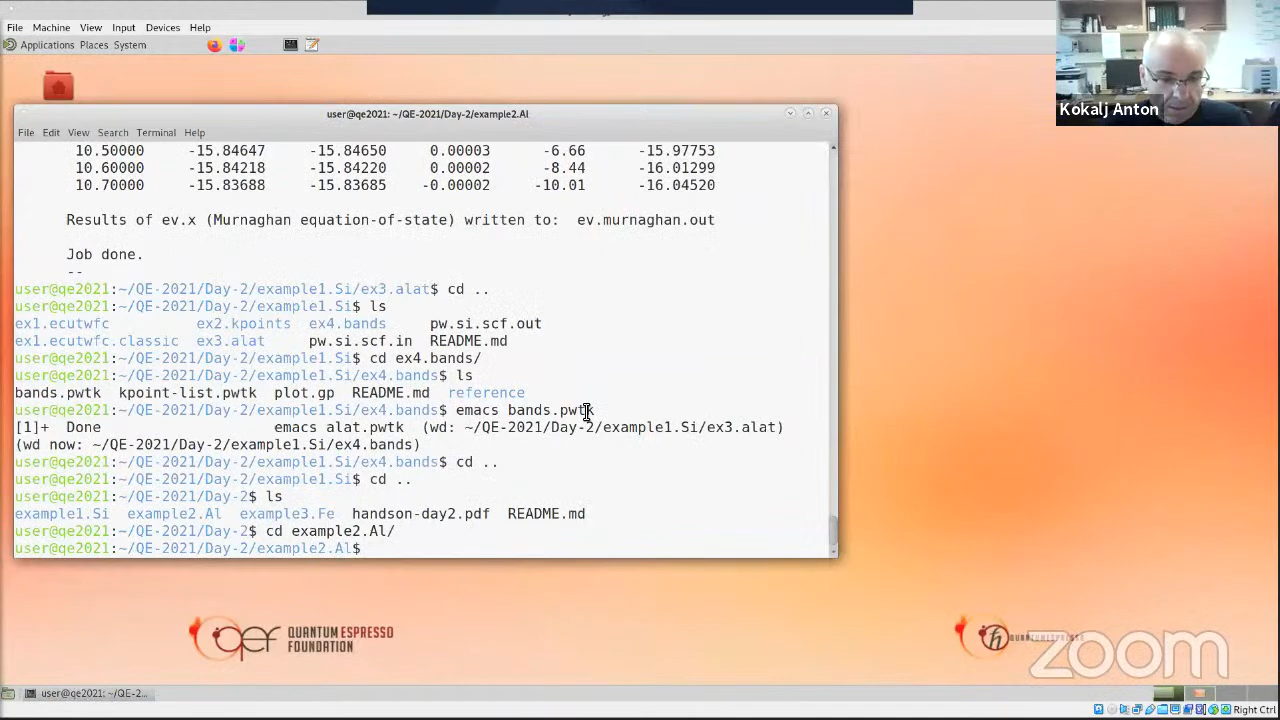 File Machine View Input Devices Help
Applications Places System
Kokalj Anton
user@qe2021: ~/QE-2021/Day-2/example2.Al
File Edit View Search Terminal Help
10.50000 -15.84647 -15.84650 0.00003 -6.66 -15.97753
10.60000 -15.84218 -15.84220 0.00002 -8.44 -16.01299
10.70000 -15.83688 -15.83685 -0.00002 -10.01 -16.04520
Results of ev.x (Murnaghan equation-of-state) written to: ev.murnaghan.out
Job done.
--
user@qe2021:~/QE-2021/Day-2/example1.Si/ex3.alat$ cd ..
user@qe2021:~/QE-2021/Day-2/example1.Si$ ls
ex1.ecutwfc ex2.kpoints ex4.bands pw.si.scf.out
ex1.ecutwfc.classic ex3.alat pw.si.scf.in README.md
user@qe2021:~/QE-2021/Day-2/example1.Si$ cd ex4.bands/
user@qe2021:~/QE-2021/Day-2/example1.Si/ex4.bands$ ls
bands.pwtk kpoint-list.pwtk plot.gp README.md reference
user@qe2021:~/QE-2021/Day-2/example1.Si/ex4.bands$ emacs bands.pwtk
[1]+ Done emacs alat.pwtk (wd: ~/QE-2021/Day-2/example1.Si/ex3.alat)
(wd now: ~/QE-2021/Day-2/example1.Si/ex4.bands)
user@qe2021:~/QE-2021/Day-2/example1.Si/ex4.bands$ cd ..
user@qe2021:~/QE-2021/Day-2/example1.Si$ cd ..
user@qe2021:~/QE-2021/Day-2$ ls
example1.Si example2.Al example3.Fe handson-day2.pdf README.md
user@qe2021:~/QE-2021/Day-2$ cd example2.Al/
user@qe2021:~/QE-2021/Day-2/example2.Al$
qef QUANTUM ESPRESSO
FOUNDATION
zoom
user@qe2021: ~/QE-2...
Right Ctrl